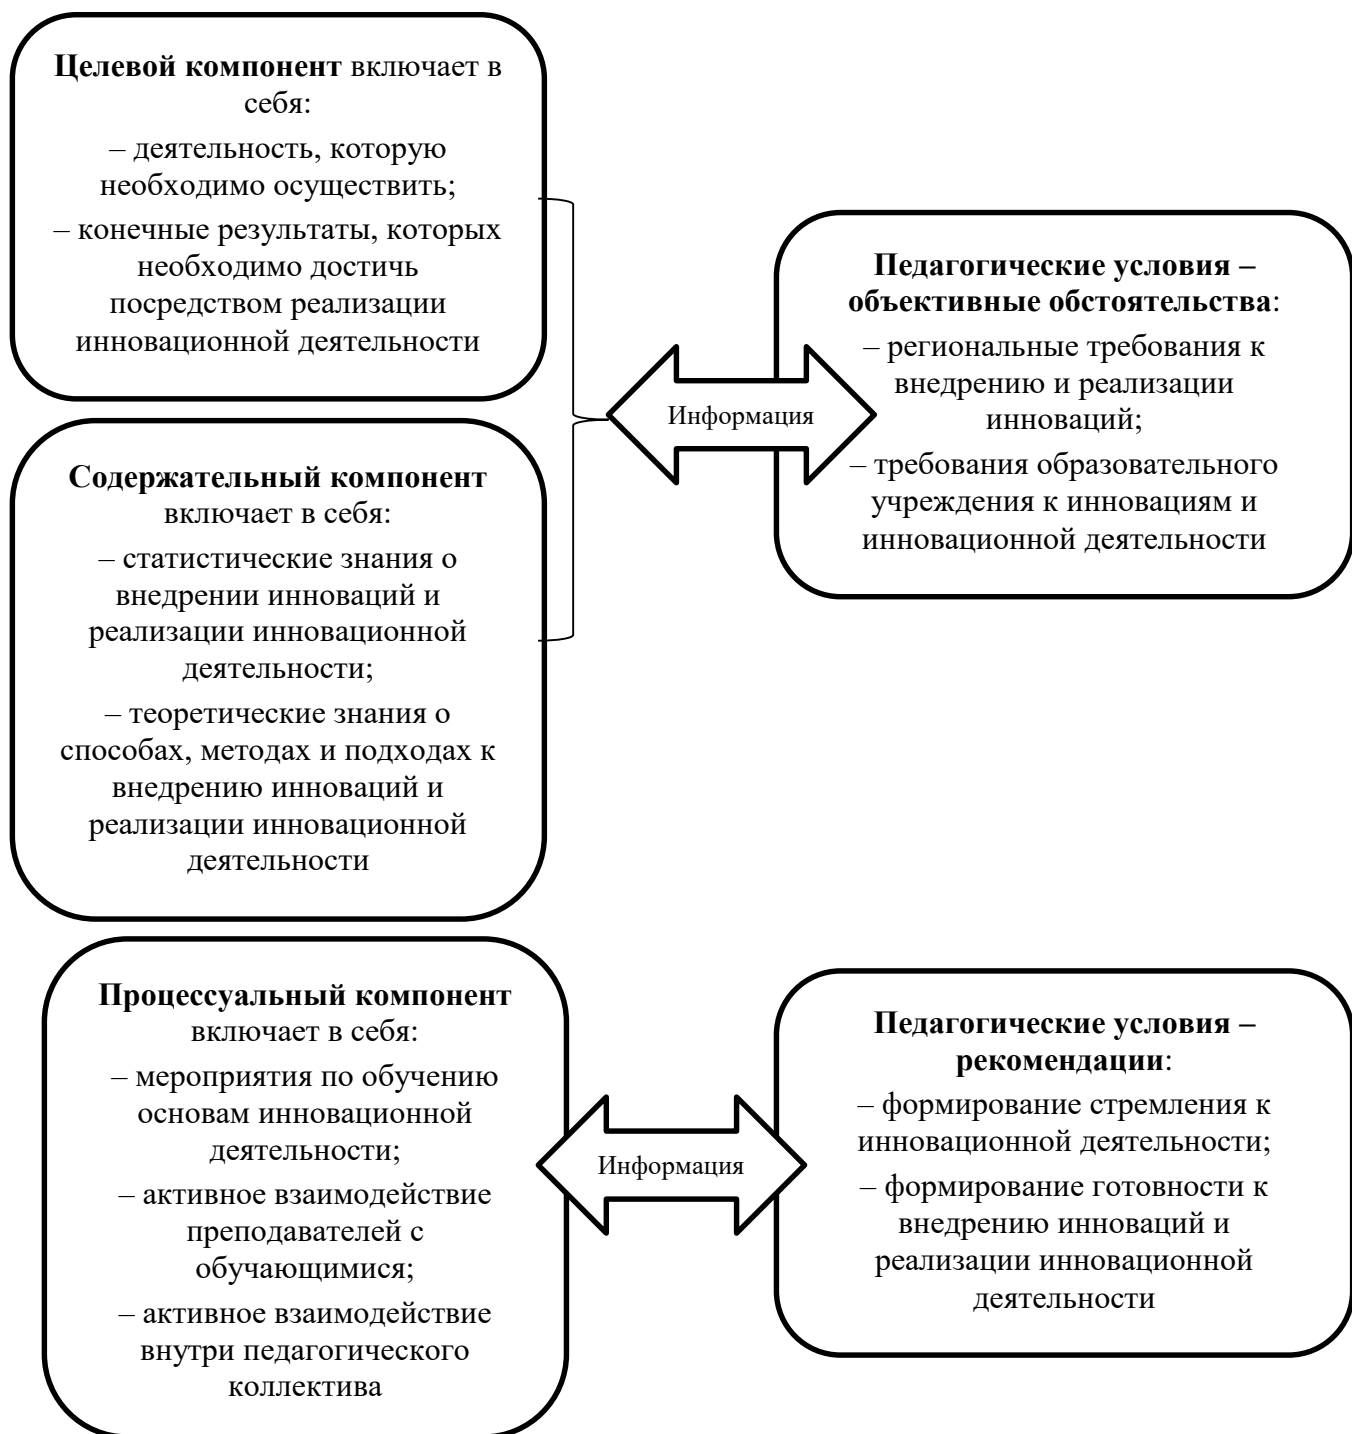 Целевой компонент включает в
себя:
– деятельность, которую
необходимо осуществить;
– конечные результаты, которых
необходимо достичь
посредством реализации
инновационной деятельности
Содержательный компонент
включает в себя:
– статистические знания о
внедрении инноваций и
реализации инновационной
деятельности;
– теоретические знания о
способах, методах и подходах к
внедрению инноваций и
реализации инновационной
деятельности
Информация
Педагогические условия –
объективные обстоятельства:
– региональные требования к
внедрению и реализации
инноваций;
– требования образовательного
учреждения к инновациям и
инновационной деятельности
Процессуальный компонент
включает в себя:
– мероприятия по обучению
основам инновационной
деятельности;
– активное взаимодействие
преподавателей с
обучающимися;
– активное взаимодействие
внутри педагогического
коллектива
Информация
Педагогические условия –
рекомендации:
– формирование стремления к
инновационной деятельности;
– формирование готовности к
внедрению инноваций и
реализации инновационной
деятельности